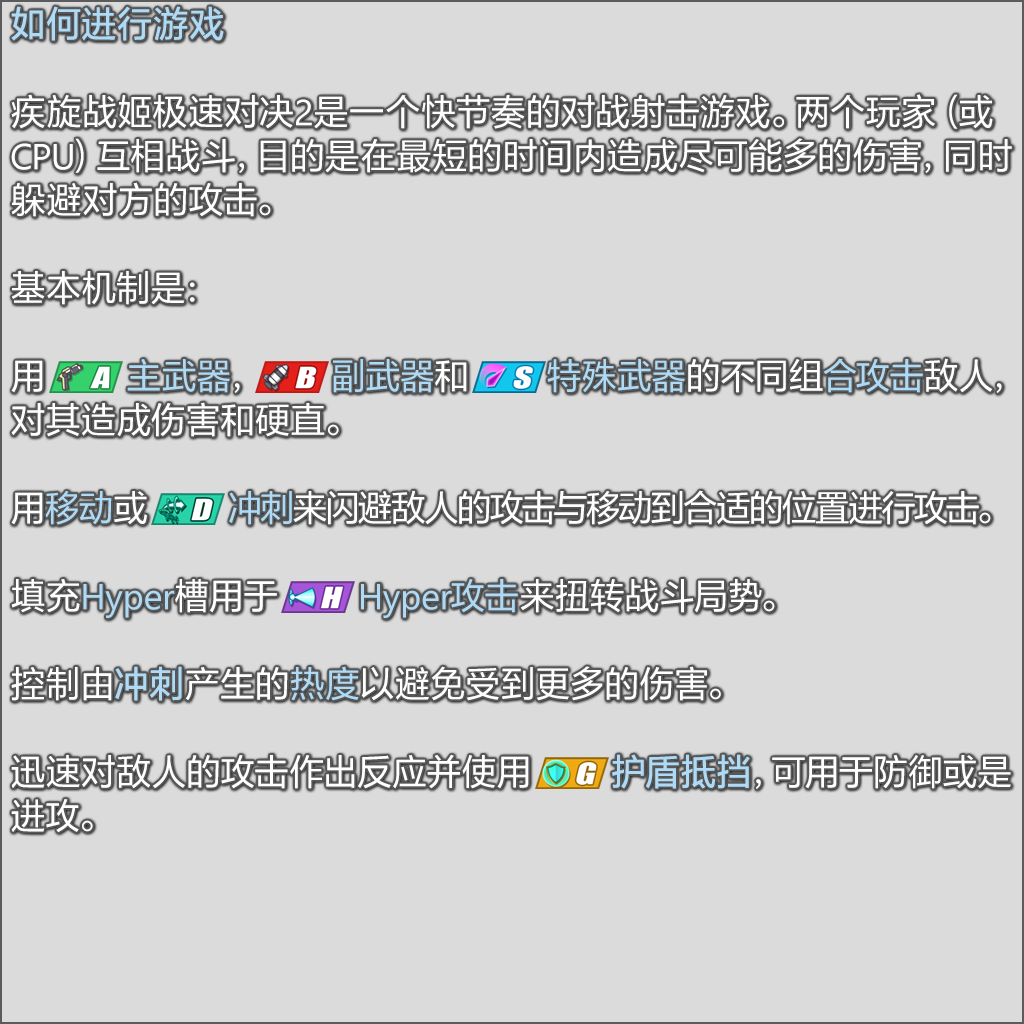 如何进行游戏
疾旋战姬极速对决2是一个快节奏的对战射击游戏。两个玩家（或
CPU）互相战斗，目的是在最短的时间内造成尽可能多的伤害，同时
躲避对方的攻击。
基本机制是：
用 A 主武器，B 副武器和 S 特殊武器的不同组合攻击敌人，
对其造成伤害和硬直。
用移动或 D 冲刺来闪避敌人的攻击与移动到合适的位置进行攻击。
填充Hyper槽用于 H Hyper攻击来扭转战斗局势。
控制由冲刺产生的热度以避免受到更多的伤害。
迅速对敌人的攻击作出反应并使用 G 护盾抵挡，可用于防御或是
进攻。